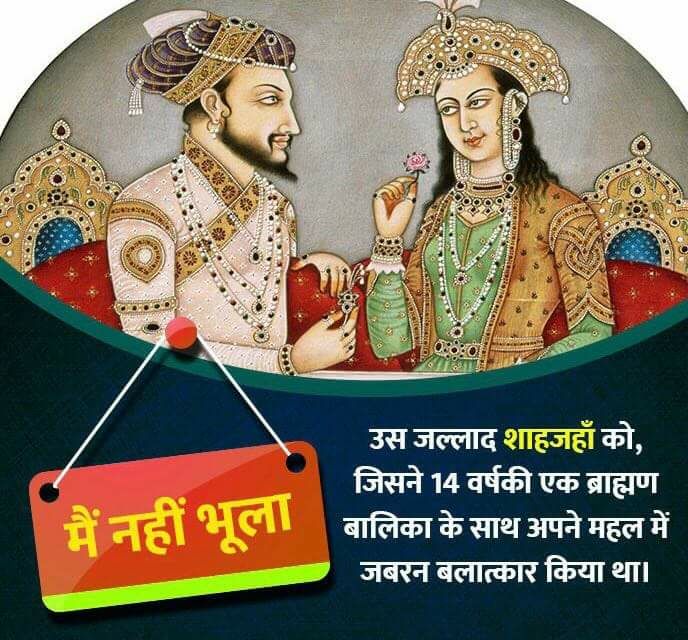 मैं नहीं भूला
उस जल्लाद शाहजहाँ को,
जिसने 14 वर्षकी एक ब्राह्मण
बालिका के साथ अपने महल में
जबरन बलात्कार किया था।